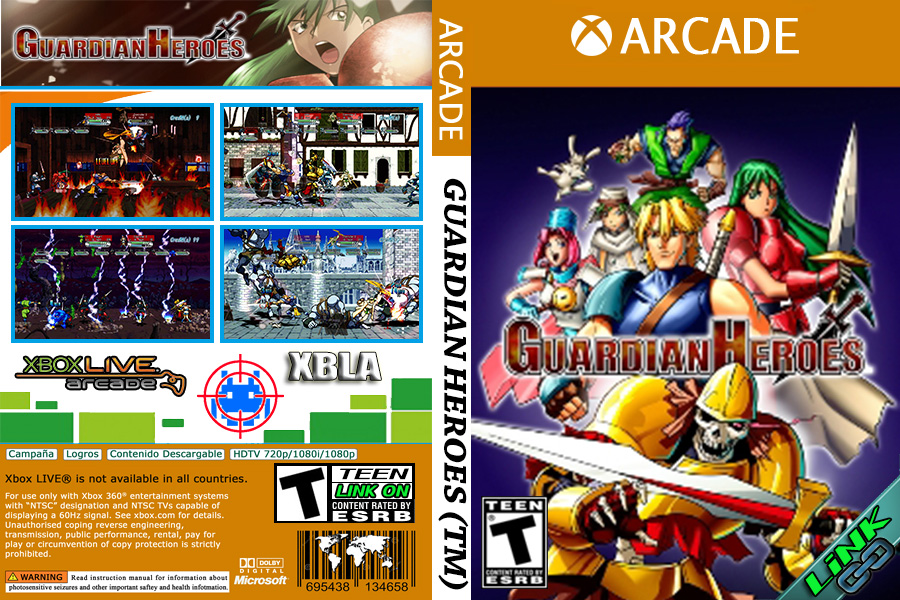 GUARDIAN HEROES
Credit(s)
Credit(s)
XBOX LIVE
arcade
XBLA
Campaña Logros Contenido Descargable HDTV 720p/1080i/1080p
Xbox LIVE® is not available in all countries.
For use only with Xbox 360® entertainment systems
with “NTSC” designation and NTSC TVs capable of
displaying a 60Hz signal. See xbox.com for details.
Unauthorised coping reverse engineering,
transmission, public performance, rental, pay for
play or circumvention of copy protection is strictly
prohibited.
WARNING Read instruction manual for information about
photosensitive seizures and other important saftey and health infotmation.
T
TEEN
LINK ON
CONTENT RATED BY
ESRB
DOLBY
DIGITAL
Microsoft
695438 134658
ARCADE
GUARDIAN HEROES (TM)
ARCADE
GUARDIAN HEROES
TEEN
T
CONTENT RATED BY
ESRB
LiNK